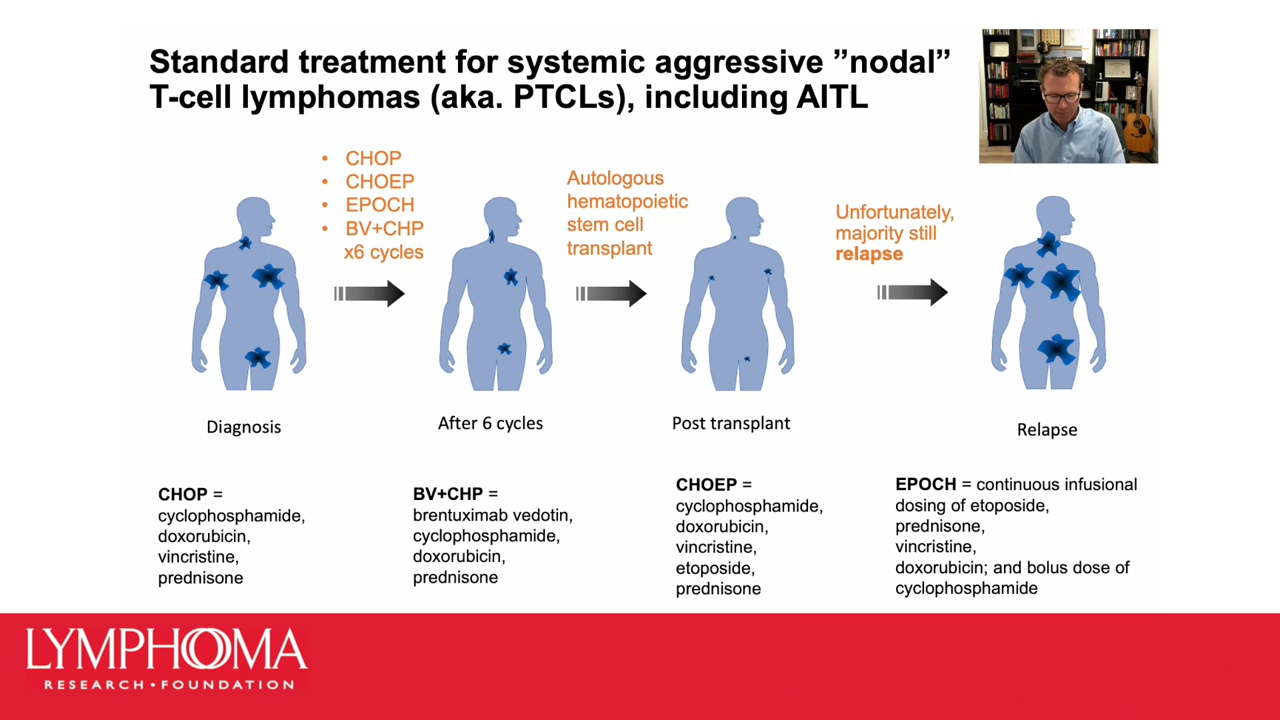 Standard treatment for systemic aggressive ”nodal”
T-cell lymphomas (aka. PTCLs), including AITL
• CHOP
• CHOEP
• EPOCH
• BV+CHP
x6 cycles
Autologous
hematopoietic
stem cell
transplant
Unfortunately,
majority still
relapse
Diagnosis
After 6 cycles
Post transplant
Relapse
CHOP =
cyclophosphamide,
doxorubicin,
vincristine,
prednisone
BV+CHP =
brentuximab vedotin,
cyclophosphamide,
doxorubicin,
prednisone
CHOEP =
cyclophosphamide,
doxorubicin,
vincristine,
etoposide,
prednisone
EPOCH = continuous infusional
dosing of etoposide,
prednisone,
vincristine,
doxorubicin; and bolus dose of
cyclophosphamide
LYMPHOMA
RESEARCH • FOUNDATION